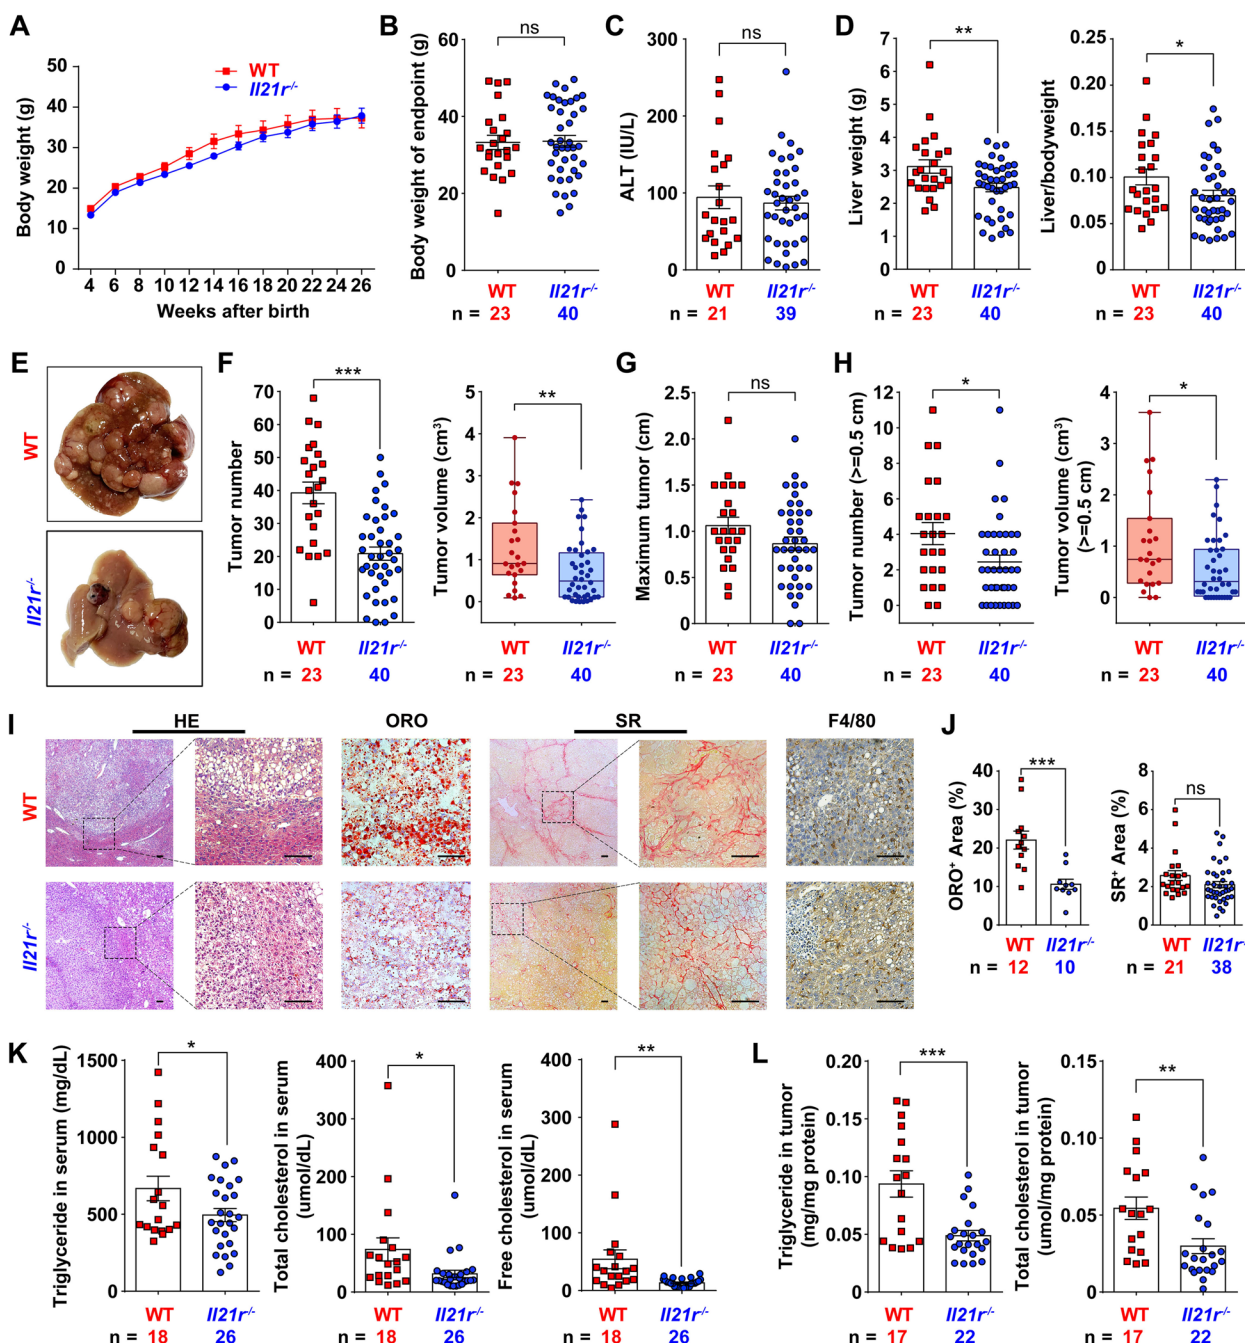 A
WT
Il21r-/-
Body weight (g)
50
40
30
20
10
0
4 6 8 10 12 14 16 18 20 22 24 26
Weeks after birth
B
ns
Body weight of endpoint (g)
60
40
20
0
WT Il21r-/-
n = 23 40
C
ns
ALT (IU/L)
300
200
100
0
WT Il21r-/-
n = 21 39
D
**
Liver weight (g)
7
6
5
4
3
2
1
0
WT Il21r-/-
n = 23 40
*
Liver/bodyweight
0.25
0.20
0.15
0.10
0.05
0.00
WT Il21r-/-
n = 23 40
E
WT
Il21r-/-
F
***
Tumor number
70
60
50
40
30
20
10
0
WT Il21r-/-
n = 23 40
**
Tumor volume (cm3)
5
4
3
2
1
0
WT Il21r-/-
n = 23 40
G
ns
Maximum tumor (cm)
2.5
2.0
1.5
1.0
0.5
0.0
WT Il21r-/-
n = 23 40
H
*
Tumor number (>=0.5 cm)
12
10
8
6
4
2
0
WT Il21r-/-
n = 23 40
*
Tumor volume (cm3)
(>=0.5 cm)
4
3
2
1
0
WT Il21r-/-
n = 23 40
I
HE ORO SR F4/80
WT
Il21r-/-
J
***
ORO+ Area (%)
40
30
20
10
0
WT Il21r-/-
n = 12 10
ns
SR+ Area (%)
8
6
4
2
0
WT Il21r-/-
n = 21 38
K
*
Triglyceride in serum (mg/dL)
1500
1000
500
0
WT Il21r-/-
n = 18 26
*
Total cholesterol in serum
(umol/dL)
400
300
200
100
0
WT Il21r-/-
n = 18 26
**
Free cholesterol in serum
(umol/dL)
400
300
200
100
0
WT Il21r-/-
n = 18 26
L
***
Triglyceride in tumor
(mg/mg protein)
0.20
0.15
0.10
0.05
0.00
WT Il21r-/-
n = 17 22
**
Total cholesterol in tumor
(umol/mg protein)
0.15
0.10
0.05
0.00
WT Il21r-/-
n = 17 22